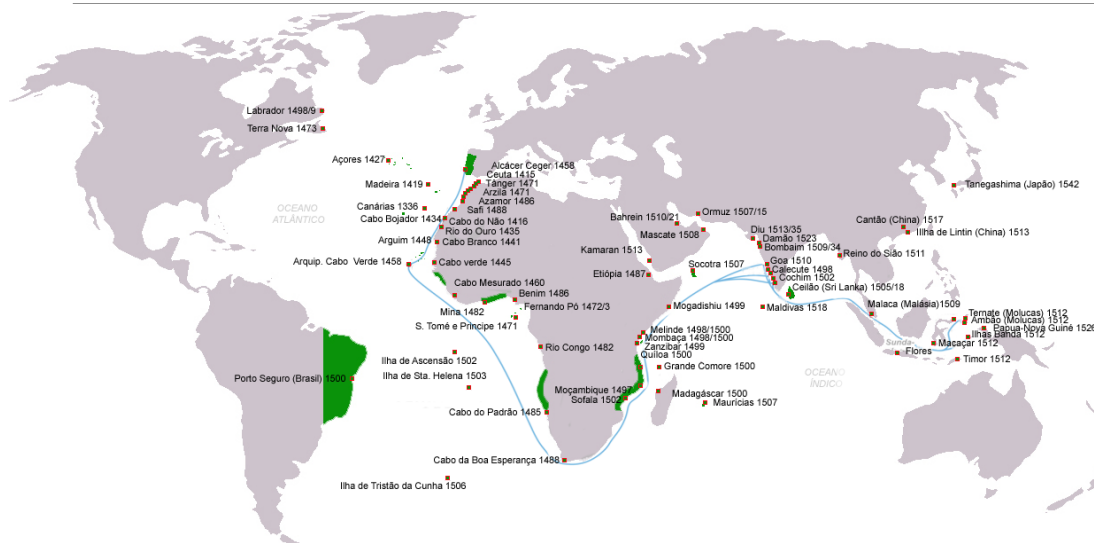 Labrador 1498/9
Terra Nova 1473
Açores 1427
Madeira 1419
Canárias 1336
Cabo Bojador 1434
OCEANO
ATLÂNTICO
Arguim 1448
Arquip. Cabo Verde 1458
Alcácer Ceger 1458
Ceuta 1415
Tânger 1471
Arzila 1471
Azamor 1486
Safi 1488
Cabo do Não 1416
Rio do Ouro 1435
Cabo Branco 1441
Cabo verde 1445
Cabo Mesurado 1460
Mina 1482
Benim 1486
Fernando Pó 1472/3
S. Tomé e Principe 1471
Ilha de Ascensão 1502
Ilha de Sta. Helena 1503
Porto Seguro (Brasil) 1500
Rio Congo 1482
Cabo do Padrão 1485
Cabo da Boa Esperança 1488
Ilha de Tristão da Cunha 1506
Bahrein 1510/21
Ormuz 1507/15
Mascate 1508
Kamaran 1513
Etiópia 1487
Socotra 1507
Mogadishiu 1499
Melinde 1498/1500
Mombaça 1498/1500
Zanzibar 1499
Quiloa 1500
Grande Comore 1500
Moçambique 1497
Sofala 1502
Madagáscar 1500
Maurícias 1507
OCEANO
ÍNDICO
Diu 1513/35
Damão 1523
Bombaim 1509/34
Goa 1510
Calecute 1498
Cochim 1502
Ceilão (Sri Lanka) 1505/18
Maldivas 1518
Tanegashima (Japão) 1542
Cantão (China) 1517
Ilha de Lintin (China) 1513
Reino do Sião 1511
Malaca (Malásia)1509
Ternate (Molucas) 1512
Ambão (Molucas) 1512
Papua-Nova Guiné 1526
Ilhas Banda 1512
Macaçar 1512
Sunda
Flores
Timor 1512